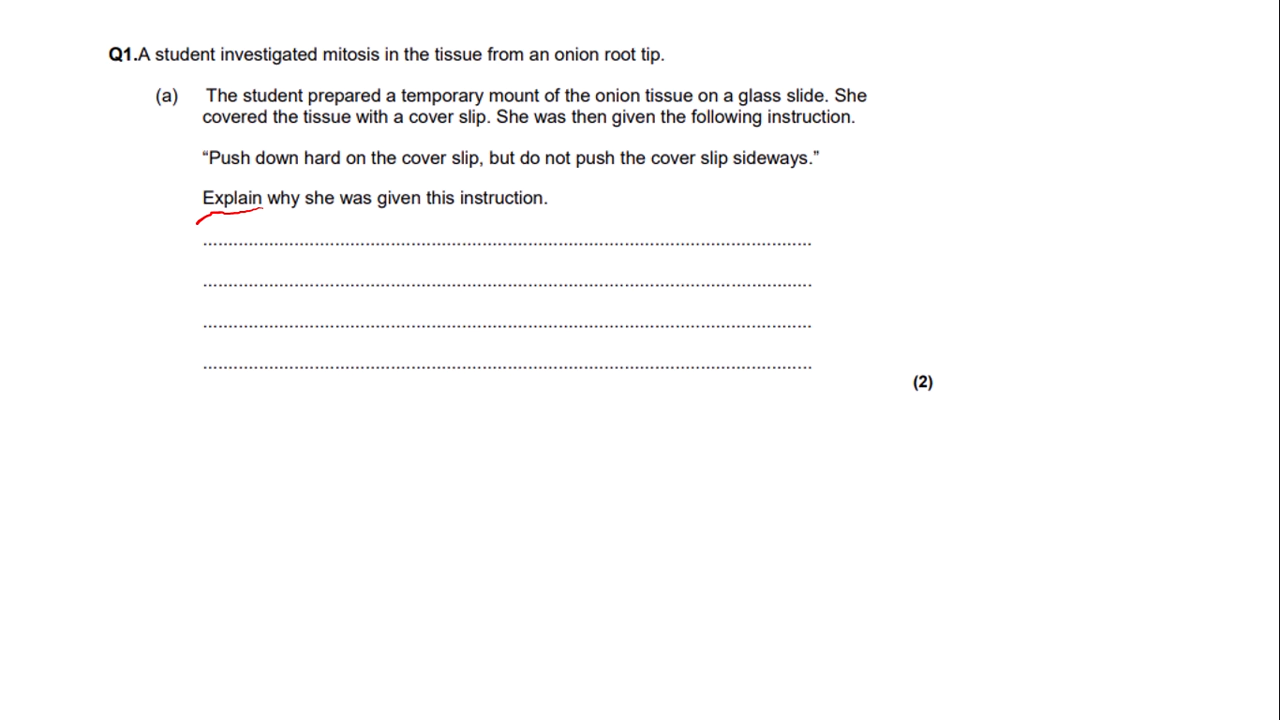 Q1.A student investigated mitosis in the tissue from an onion root tip.
(a) The student prepared a temporary mount of the onion tissue on a glass slide. She
covered the tissue with a cover slip. She was then given the following instruction.
“Push down hard on the cover slip, but do not push the cover slip sideways.”
Explain why she was given this instruction.
........................................................................................................................
........................................................................................................................
........................................................................................................................
........................................................................................................................
(2)